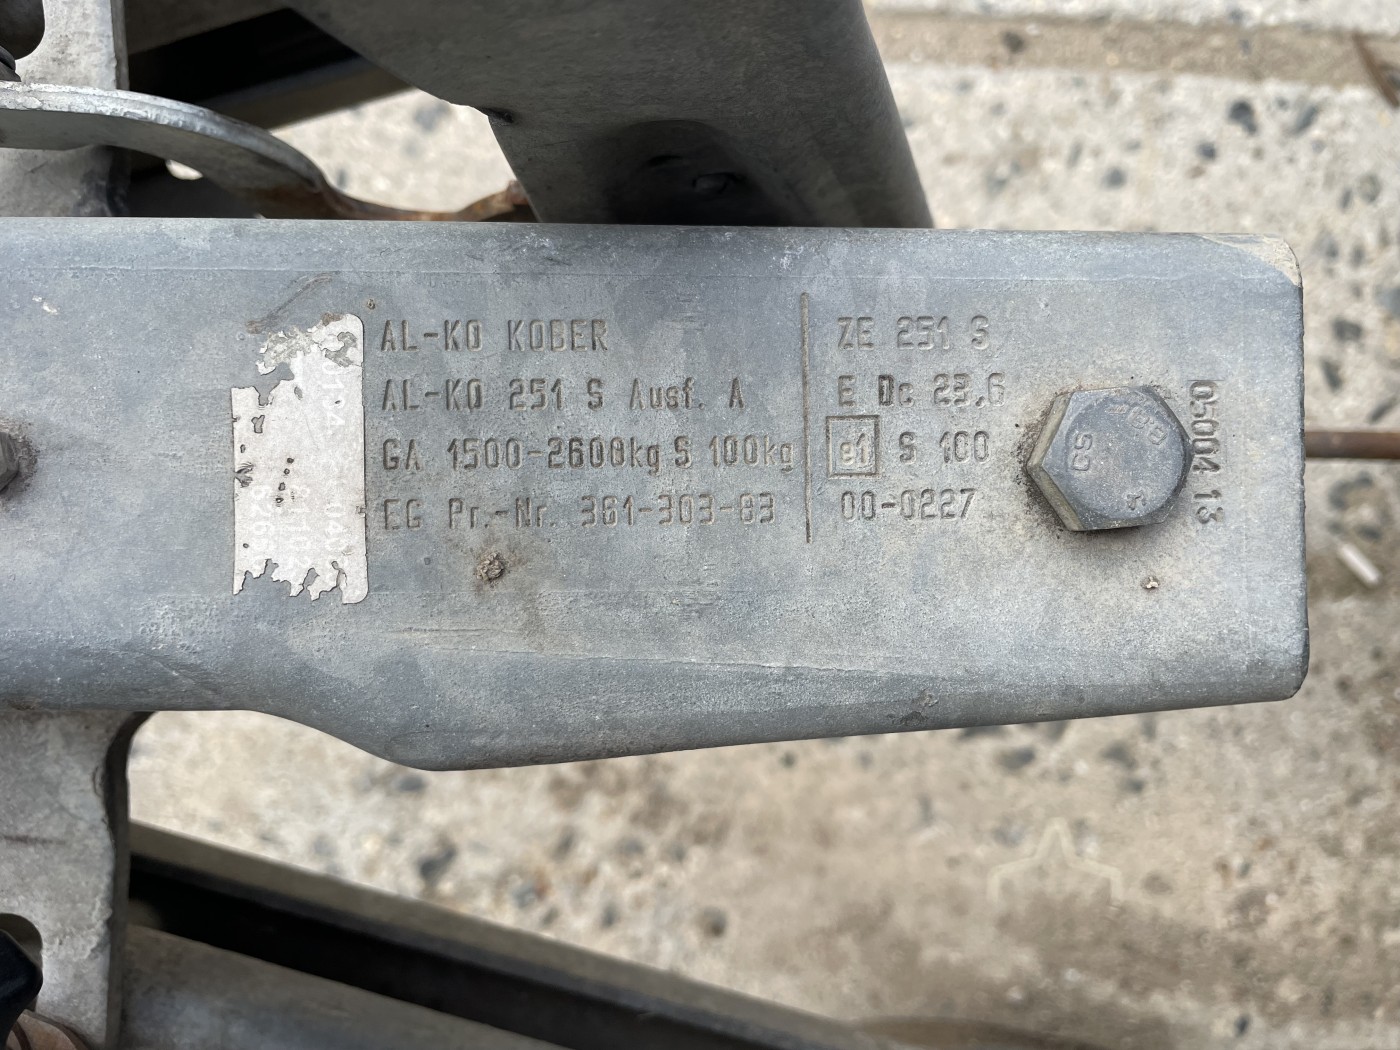 AL-KO KOBER
AL-KO 251 S Ausf. A
GA 1500-2600kg S 100kg
EG Pr.-Nr. 361-303-83
ZE 251 S
E Dc 23,6
e1 S 100
00-0227
05004 13